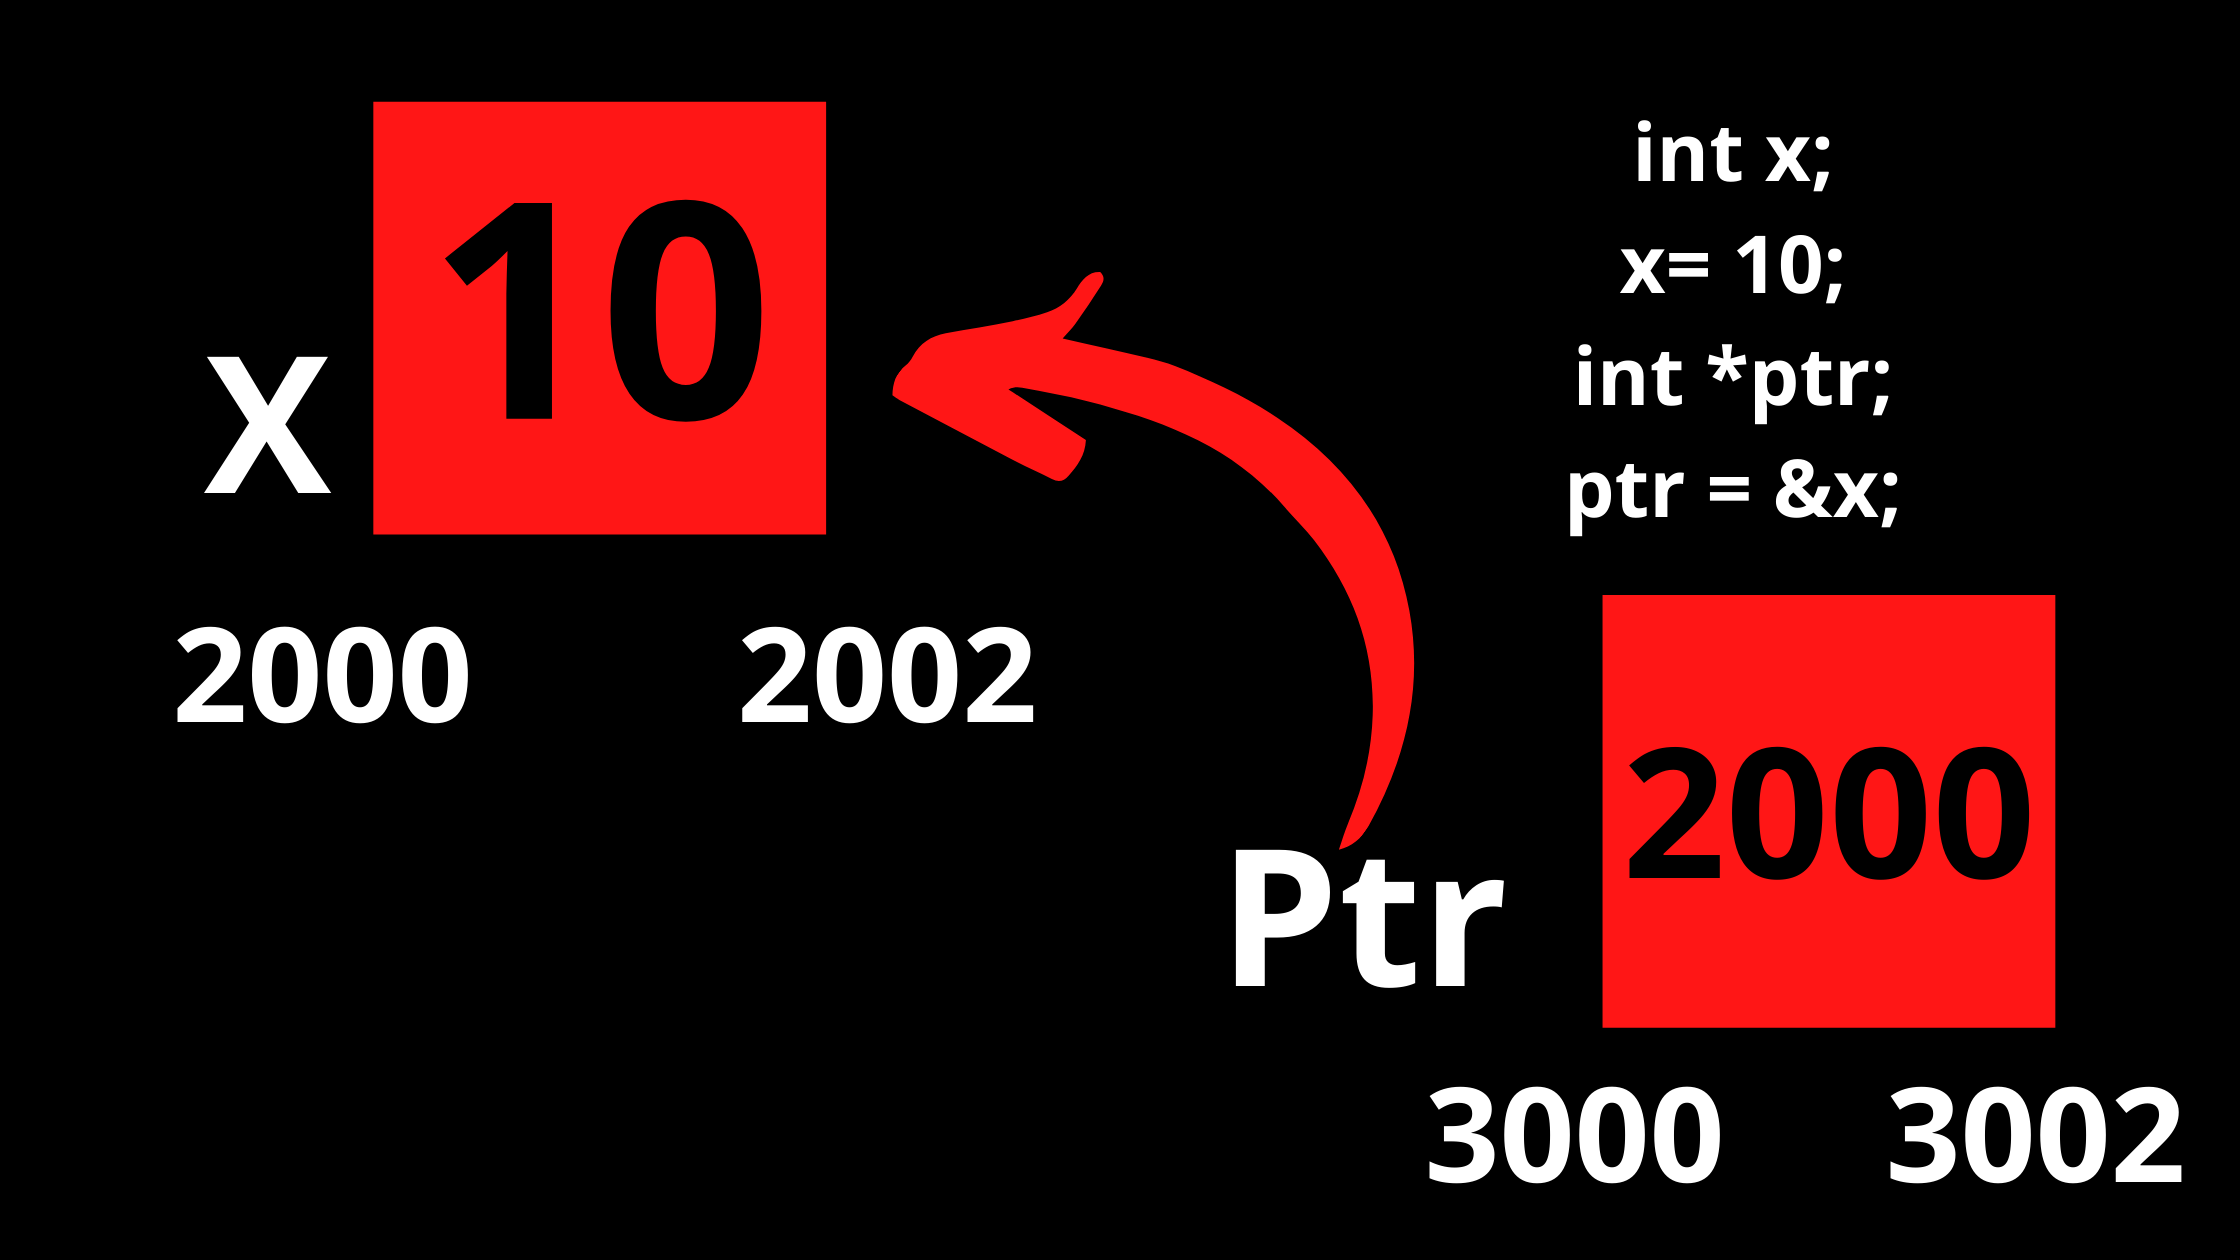 10
X
2000 2002
int x;
x= 10;
int *ptr;
ptr = &x;
2000
Ptr
3000 3002